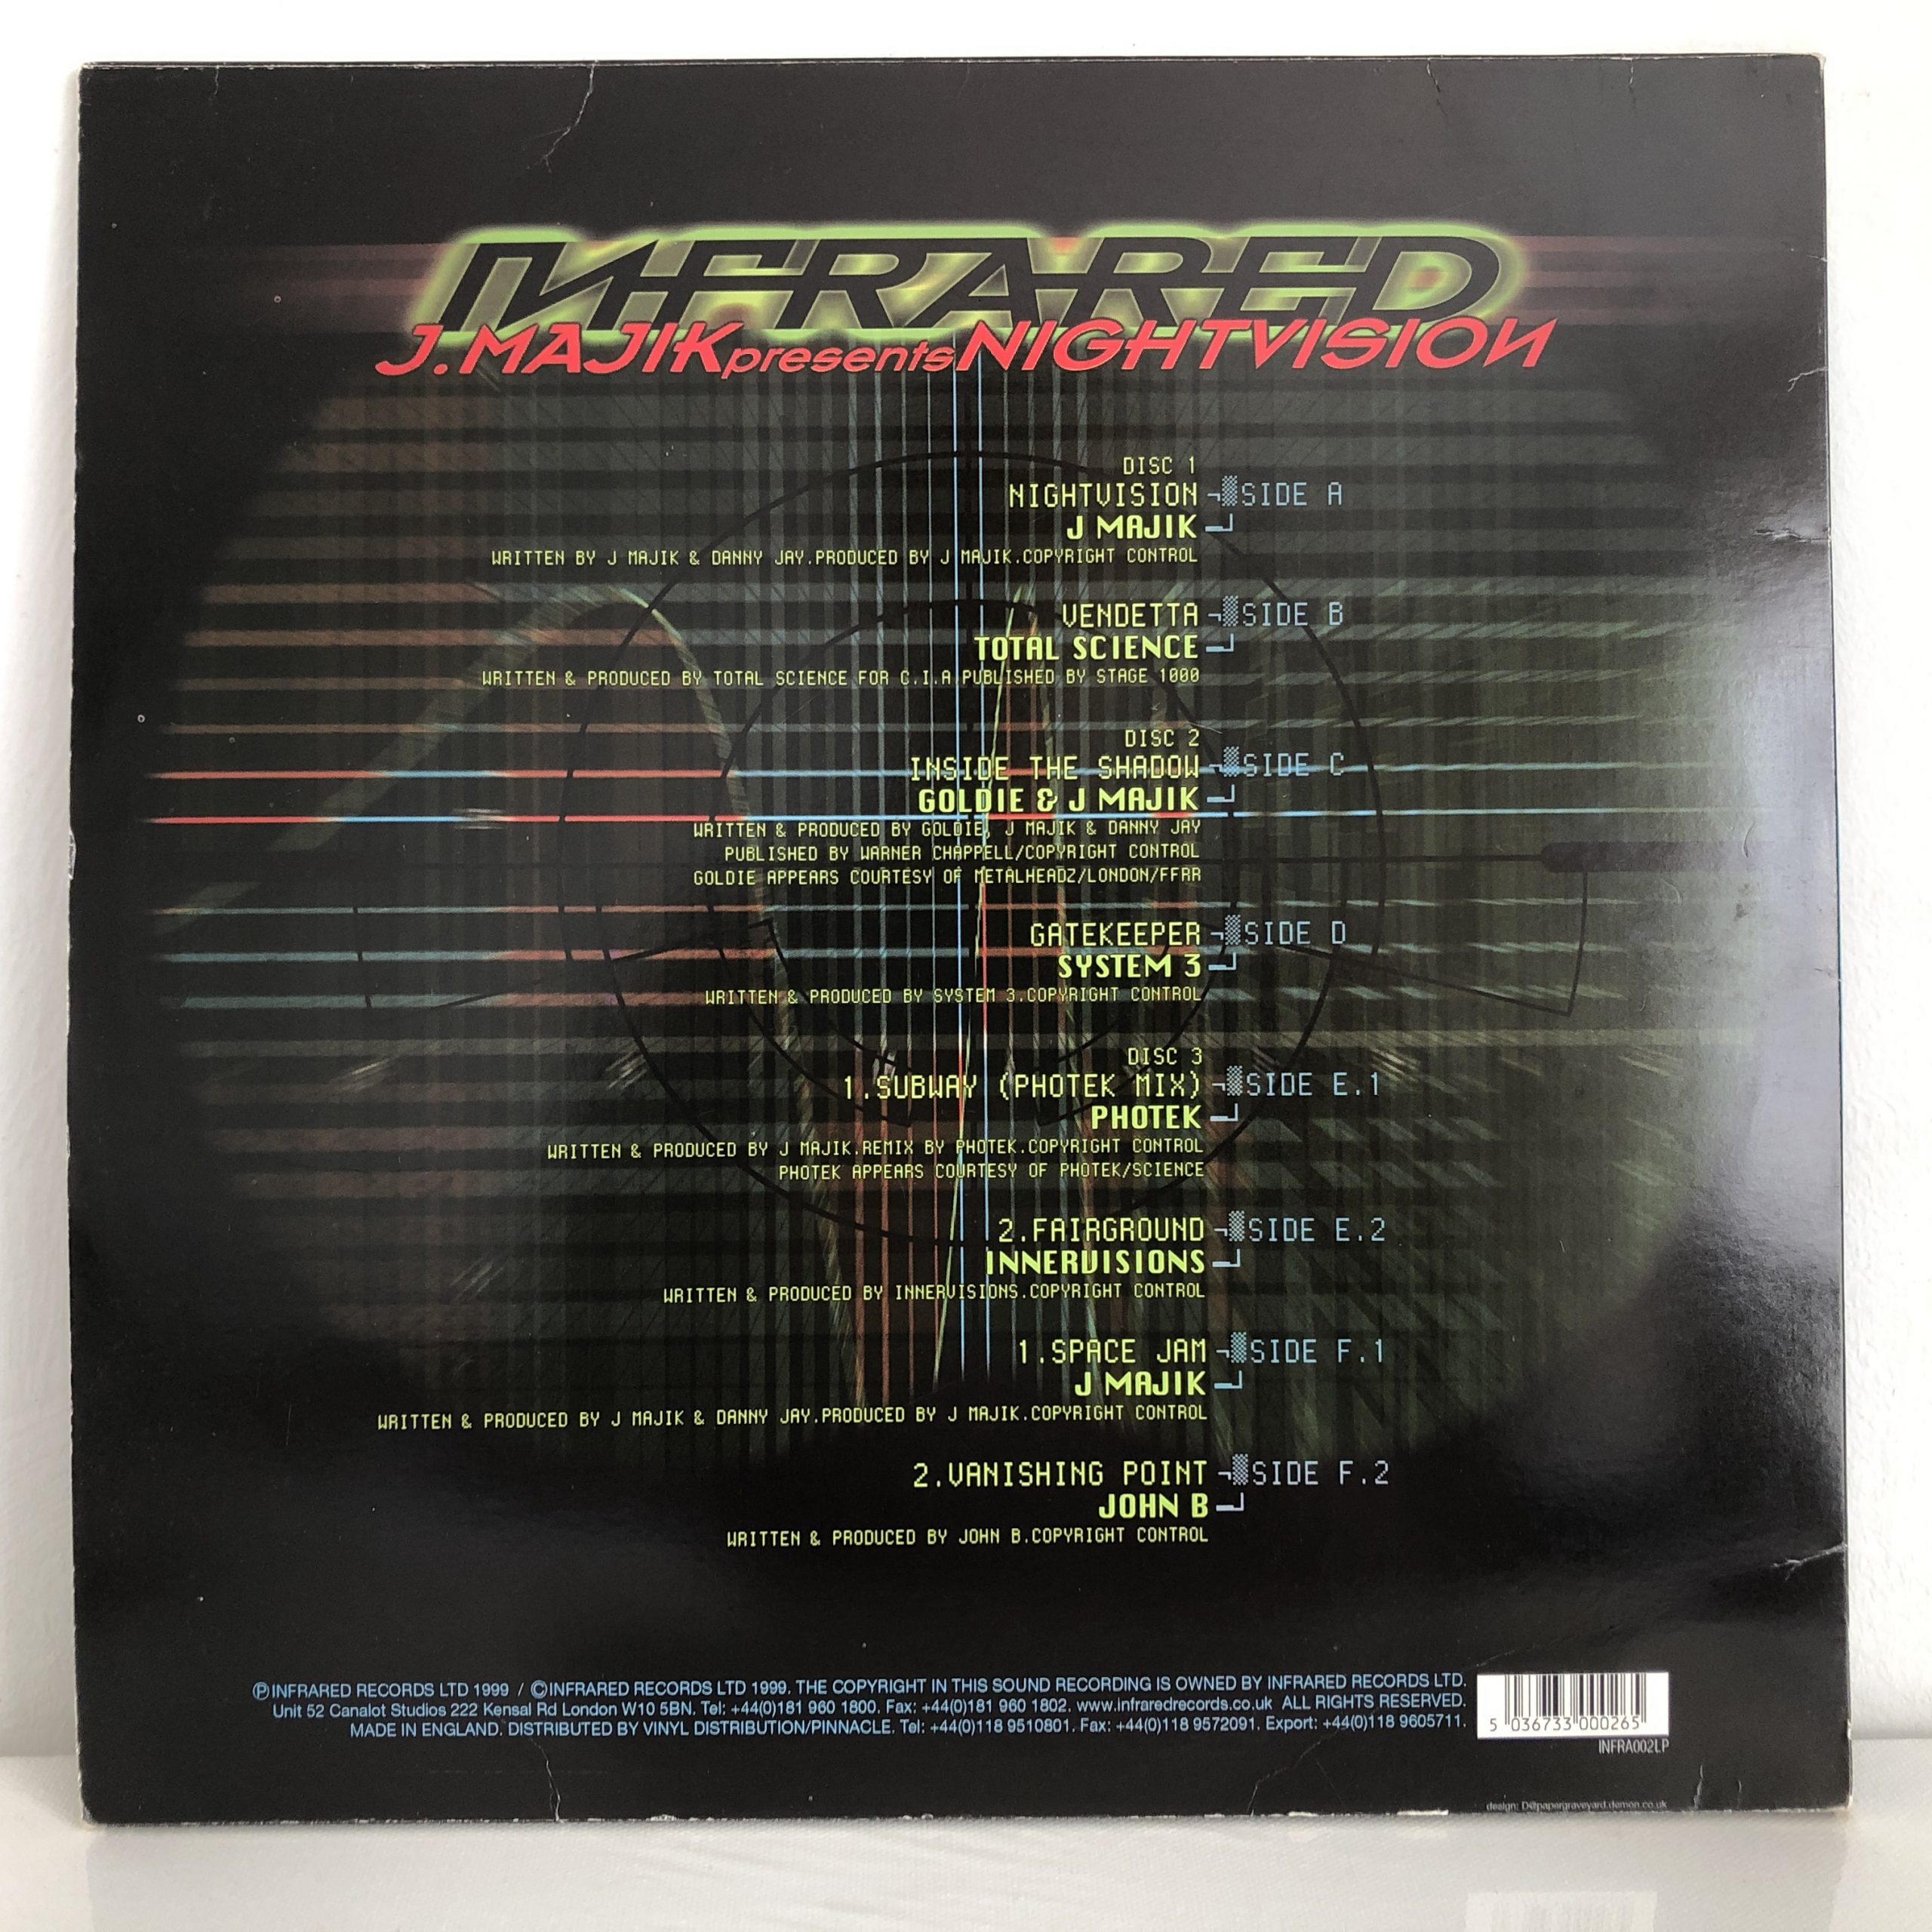 INFRARED
J.MAJIK presents NIGHTVISION
DISC 1
NIGHTVISION SIDE A
J MAJIK
WRITTEN BY J MAJIK & DANNY JAY.PRODUCED BY J MAJIK.COPYRIGHT CONTROL
VENDETTA SIDE B
TOTAL SCIENCE
WRITTEN & PRODUCED BY TOTAL SCIENCE FOR C.I.A PUBLISHED BY STAGE 1000
DISC 2
INSIDE THE SHADOW SIDE C
GOLDIE & J MAJIK
WRITTEN & PRODUCED BY GOLDIE, J MAJIK & DANNY JAY
PUBLISHED BY WARNER CHAPPELL/COPYRIGHT CONTROL
GOLDIE APPEARS COURTESY OF METALHEADZ/LONDON/FFRR
GATEKEEPER SIDE D
SYSTEM 3
WRITTEN & PRODUCED BY SYSTEM 3.COPYRIGHT CONTROL
DISC 3
1.SUBWAY (PHOTEK MIX) SIDE E.1
PHOTEK
WRITTEN & PRODUCED BY J MAJIK.REMIX BY PHOTEK.COPYRIGHT CONTROL
PHOTEK APPEARS COURTESY OF PHOTEK/SCIENCE
2.FAIRGROUND SIDE E.2
INNERVISIONS
WRITTEN & PRODUCED BY INNERVISIONS.COPYRIGHT CONTROL
1.SPACE JAM SIDE F.1
J MAJIK
WRITTEN & PRODUCED BY J MAJIK & DANNY JAY.PRODUCED BY J MAJIK.COPYRIGHT CONTROL
2.VANISHING POINT SIDE F.2
JOHN B
WRITTEN & PRODUCED BY JOHN B.COPYRIGHT CONTROL
℗INFRARED RECORDS LTD 1999 / ©INFRARED RECORDS LTD 1999. THE COPYRIGHT IN THIS SOUND RECORDING IS OWNED BY INFRARED RECORDS LTD.
Unit 52 Canalot Studios 222 Kensal Rd London W10 5BN. Tel: +44(0)181 960 1800. Fax: +44(0)181 960 1802. www.infraredrecords.co.uk ALL RIGHTS RESERVED.
MADE IN ENGLAND. DISTRIBUTED BY VINYL DISTRIBUTION/PINNACLE. Tel: +44(0)118 9510801. Fax: +44(0)118 9572091. Export: +44(0)118 9605711.
5 036733 000265
INFRA002LP
design: D@papergraveyard.demon.co.uk